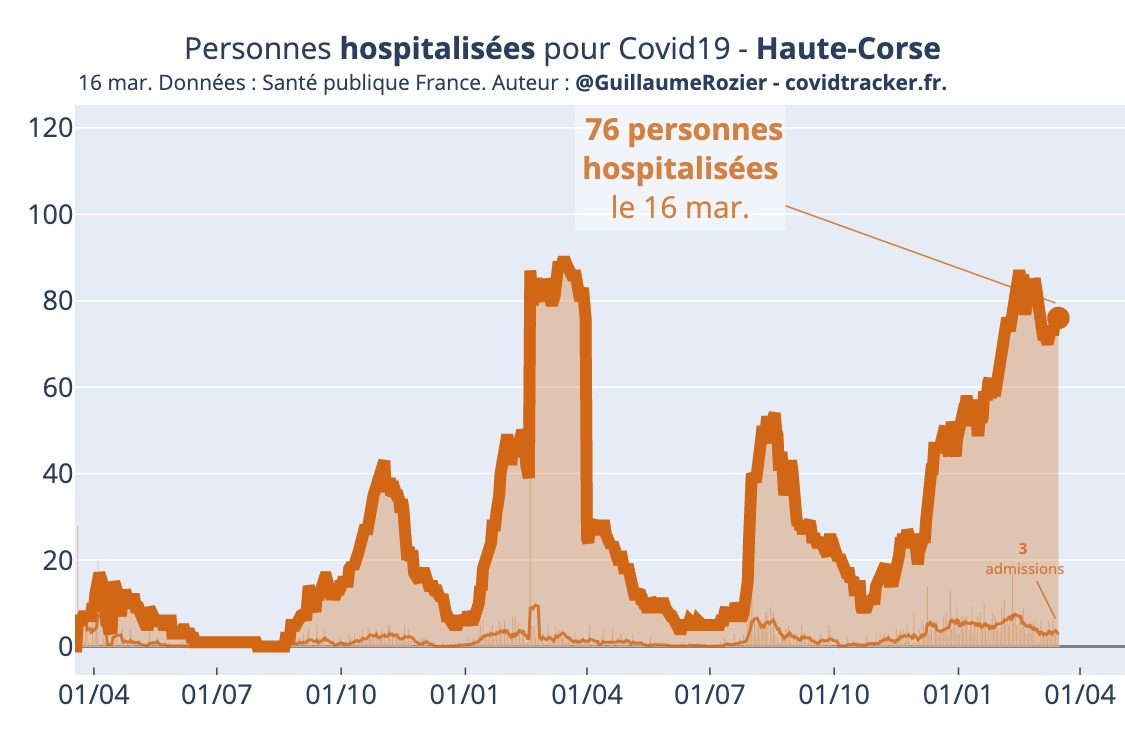 Personnes hospitalisées pour Covid19 - Haute-Corse
16 mar. Données : Santé publique France. Auteur : @GuillaumeRozier - covidtracker.fr.
120
76 personnes
hospitalisées
le 16 mar.
100
80
60
40
20
3
admissions
0
01/04 01/07 01/10 01/01 01/04 01/07 01/10 01/01 01/04